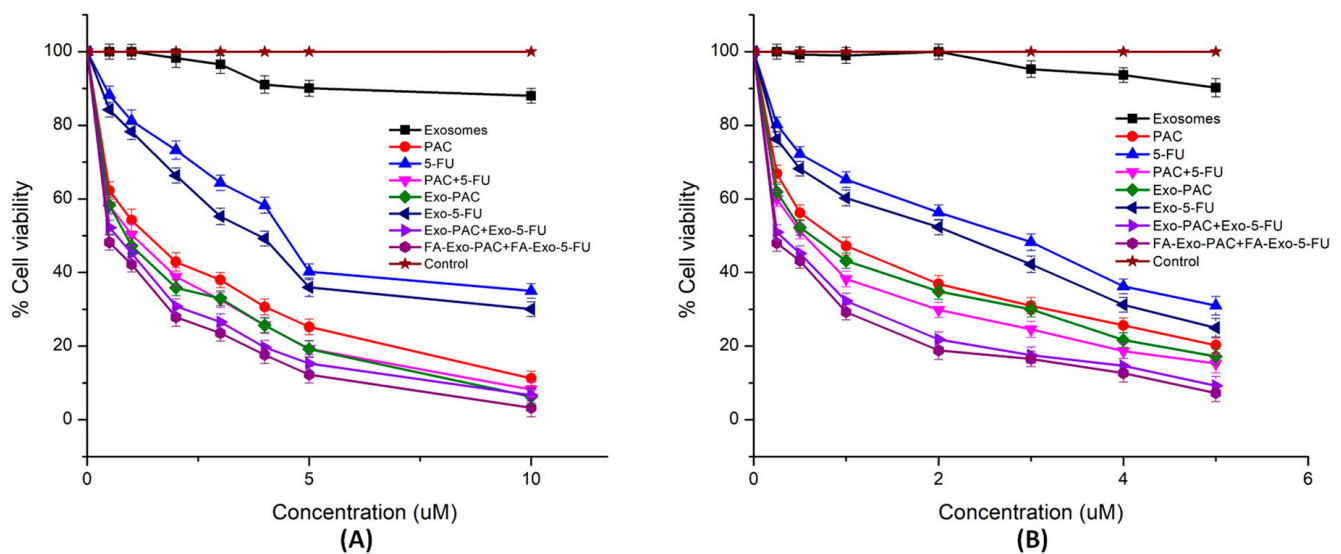 % Cell viability
100
80
60
40
20
0
Exosomes
PAC
5-FU
PAC+5-FU
Exo-PAC
Exo-5-FU
Exo-PAC+Exo-5-FU
FA-Exo-PAC+FA-Exo-5-FU
Control
0
5
10
Concentration (uM)
(A)
% Cell viability
100
80
60
40
20
0
Exosomes
PAC
5-FU
PAC+5-FU
Exo-PAC
Exo-5-FU
Exo-PAC+Exo-5-FU
FA-Exo-PAC+FA-Exo-5-FU
Control
0
2
4
6
Concentration (uM)
(B)